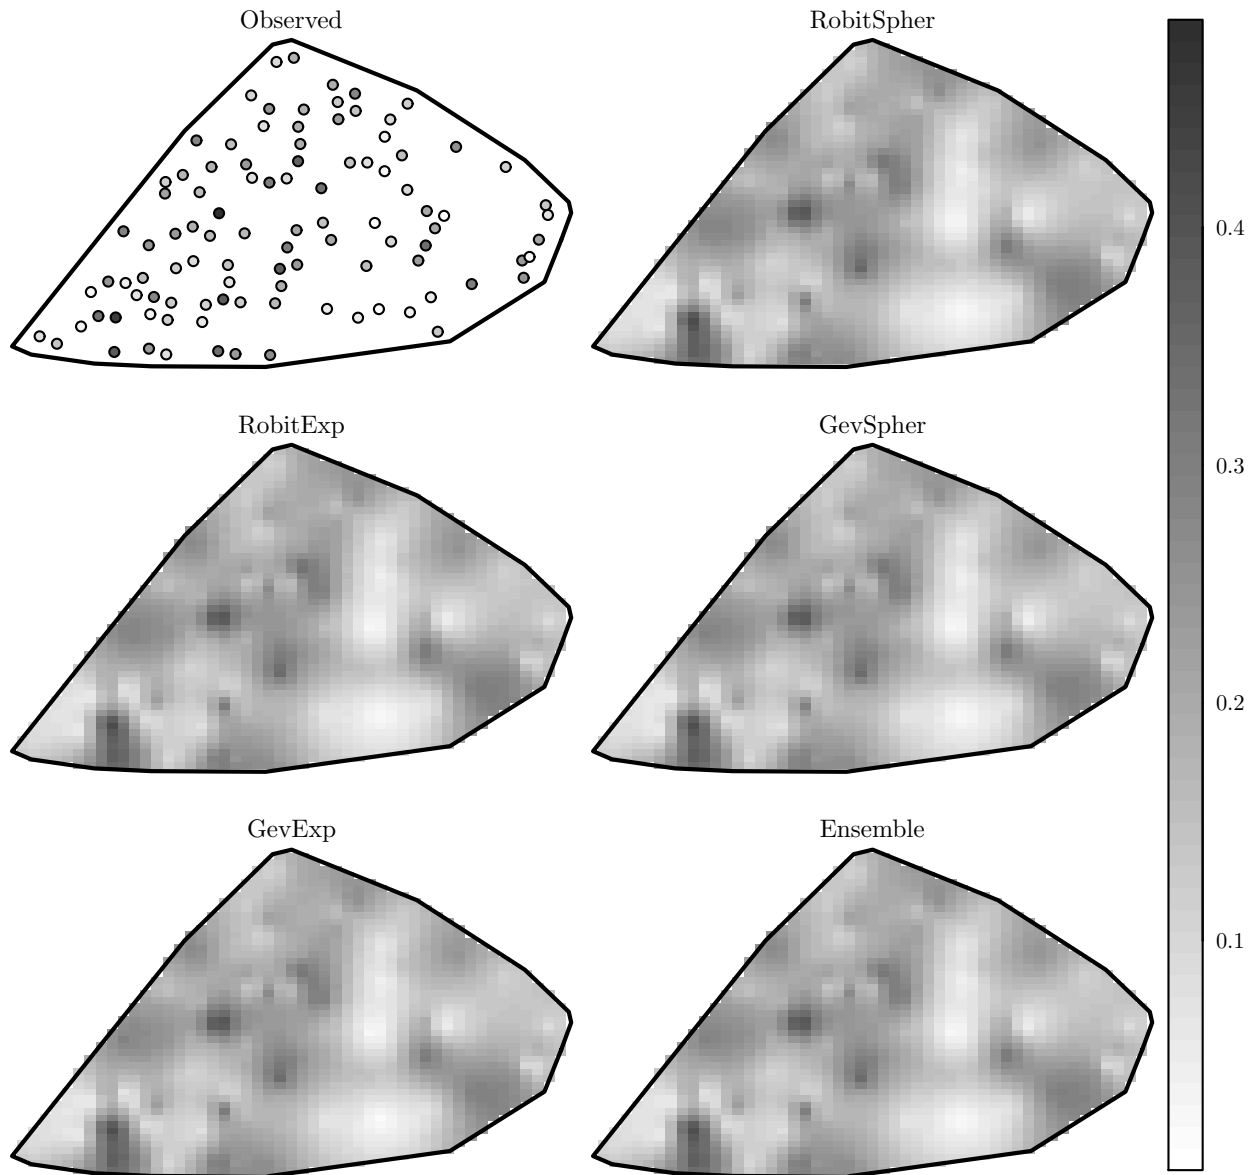 Observed
RobitSpher
0.4
RobitExp
GevSpher
0.3
0.2
GevExp
Ensemble
0.1